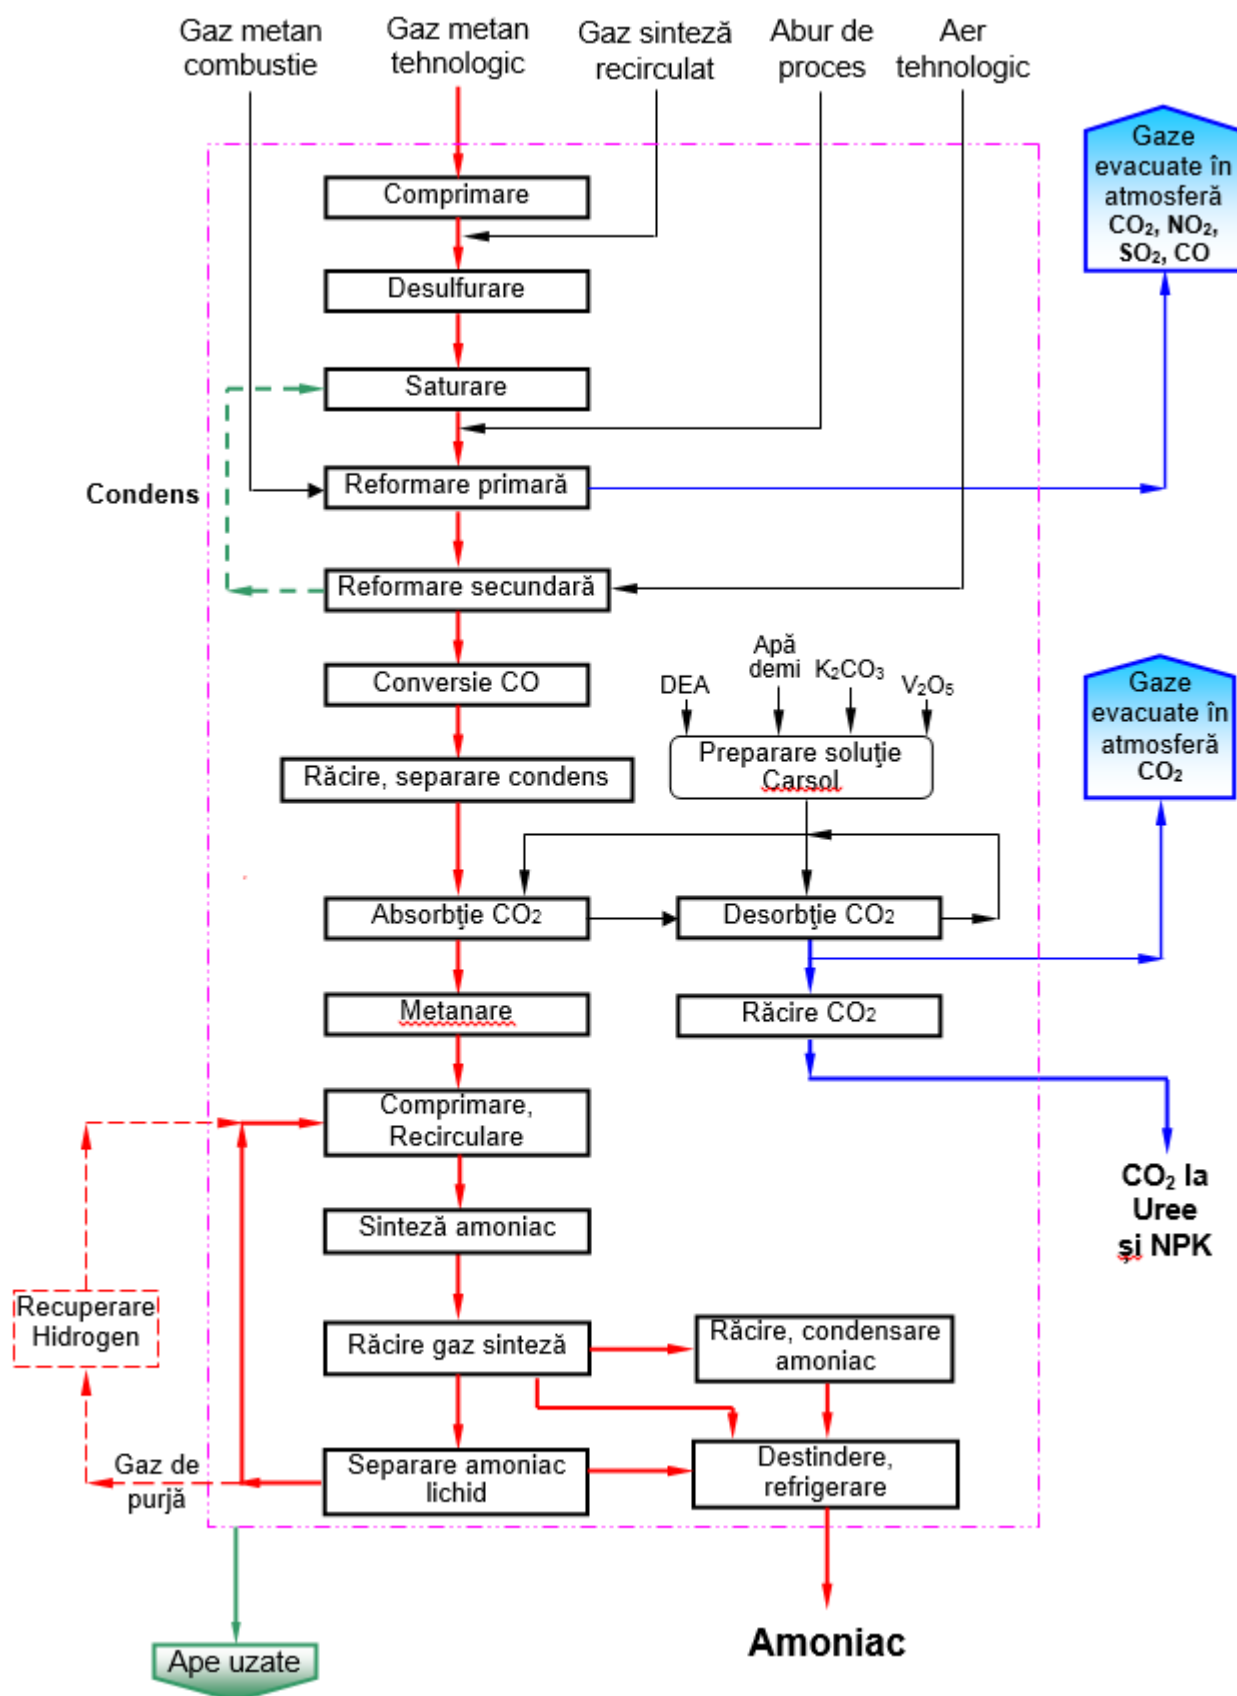 Gaz metan
combustie
Gaz metan
tehnologic
Gaz sinteză
recirculat
Abur de
proces
Aer
tehnologic
Gaze
evacuate în
atmosferă
CO₂, NO₂,
SO₂, CO
Comprimare
Desulfurare
Saturare
Reformare primară
Condens
Reformare secundară
Conversie CO
DEA
Apă
demi
K₂CO₃
V₂O₅
Gaze
evacuate în
atmosferă
CO₂
Răcire, separare condens
Preparare soluţie
Carsol
Absorbţie CO₂
Desorbţie CO₂
Metanare
Răcire CO₂
Comprimare,
Recirculare
CO₂ la
Uree
şi NPK
Sinteză amoniac
Recuperare
Hidrogen
Răcire gaz sinteză
Răcire, condensare
amoniac
Gaz de
purjă
Separare amoniac
lichid
Destindere,
refrigerare
Ape uzate
Amoniac